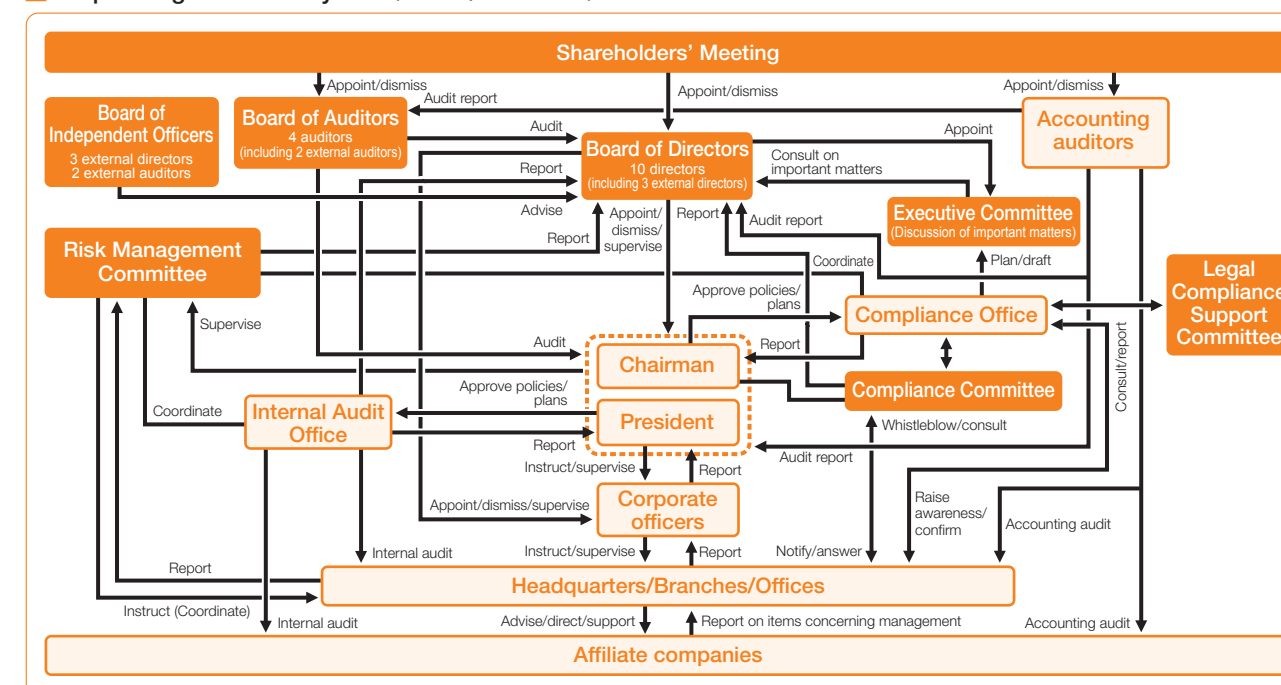 Shareholders’ Meeting
Appoint/dismiss
Appoint/dismiss
Appoint/dismiss
Audit report
Board of
Independent Officers
3 external directors
2 external auditors
Board of Auditors
4 auditors
(including 2 external auditors)
Accounting
auditors
Audit
Appoint
Board of Directors
10 directors
(including 3 external directors)
Consult on
important matters
Report
Advise
Executive Committee
(Discussion of important matters)
Report
Appoint/
dismiss/
supervise
Report
Audit report
Risk Management
Committee
Coordinate
Plan/draft
Legal
Compliance
Support
Committee
Approve policies/
plans
Compliance Office
Supervise
Audit
Report
Chairman
Consult/report
Approve policies/
plans
Compliance Committee
Coordinate
Internal Audit
Office
President
Whistleblow/consult
Report
Audit report
Instruct/supervise
Report
Corporate
officers
Appoint/dismiss/supervise
Raise
awareness/
confirm
Accounting audit
Internal audit
Instruct/supervise
Report
Notify/answer
Report
Headquarters/Branches/Offices
Instruct (Coordinate)
Internal audit
Advise/direct/support
Report on items concerning management
Accounting audit
Affiliate companies